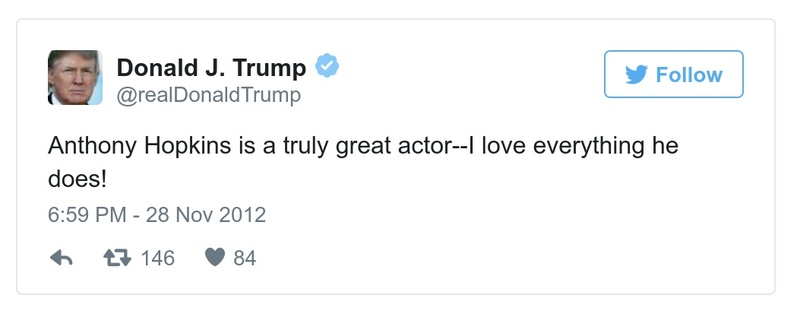 Donald J. Trump
Follow
@realDonaldTrump
Anthony Hopkins is a truly great actor--I love everything he
does!
6:59 PM - 28 Nov 2012
146 84